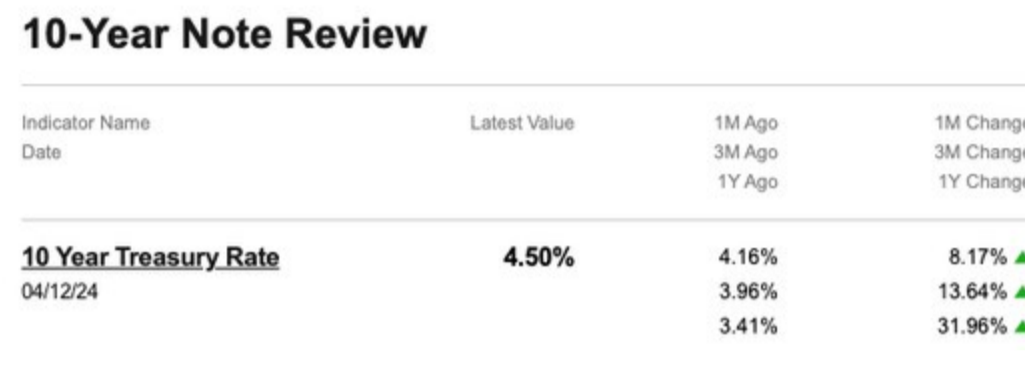 10-Year Note Review
Indicator Name Latest Value 1M Ago 1M Change
Date 3M Ago 3M Change
1Y Ago 1Y Change
10 Year Treasury Rate 4.50% 4.16% 8.17%
04/12/24 3.96% 13.64%
3.41% 31.96%